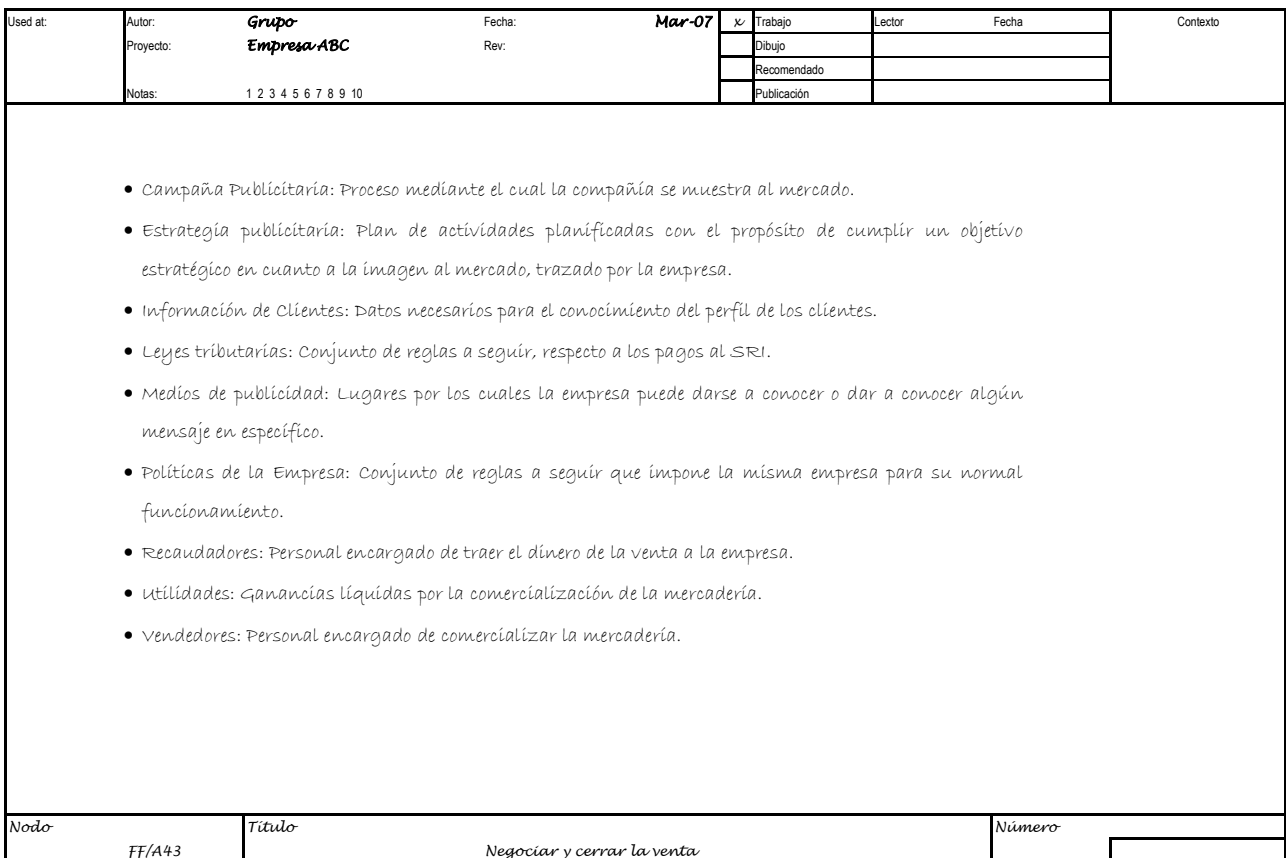 Used at: Autor: Grupo Fecha: Mar-07 x Trabajo Lector Fecha Contexto
Proyecto: Empresa ABC Rev: Dibujo
Recomendado
Notas: 1 2 3 4 5 6 7 8 9 10 Publicación
• Campaña Publicitaria: Proceso mediante el cual la compañía se muestra al mercado.
• Estrategia publicitaria: Plan de actividades planificadas con el propósito de cumplir un objetivo
estratégico en cuanto a la imagen al mercado, trazado por la empresa.
• Información de Clientes: Datos necesarios para el conocimiento del perfil de los clientes.
• Leyes tributarias: Conjunto de reglas a seguir, respecto a los pagos al SRI.
• Medios de publicidad: Lugares por los cuales la empresa puede darse a conocer o dar a conocer algún
mensaje en específico.
• Políticas de la Empresa: Conjunto de reglas a seguir que impone la misma empresa para su normal
funcionamiento.
• Recaudadores: Personal encargado de traer el dinero de la venta a la empresa.
• Utilidades: Ganancias líquidas por la comercialización de la mercadería.
• Vendedores: Personal encargado de comercializar la mercadería.
Nodo Título Número
FF/A43 Negociar y cerrar la venta